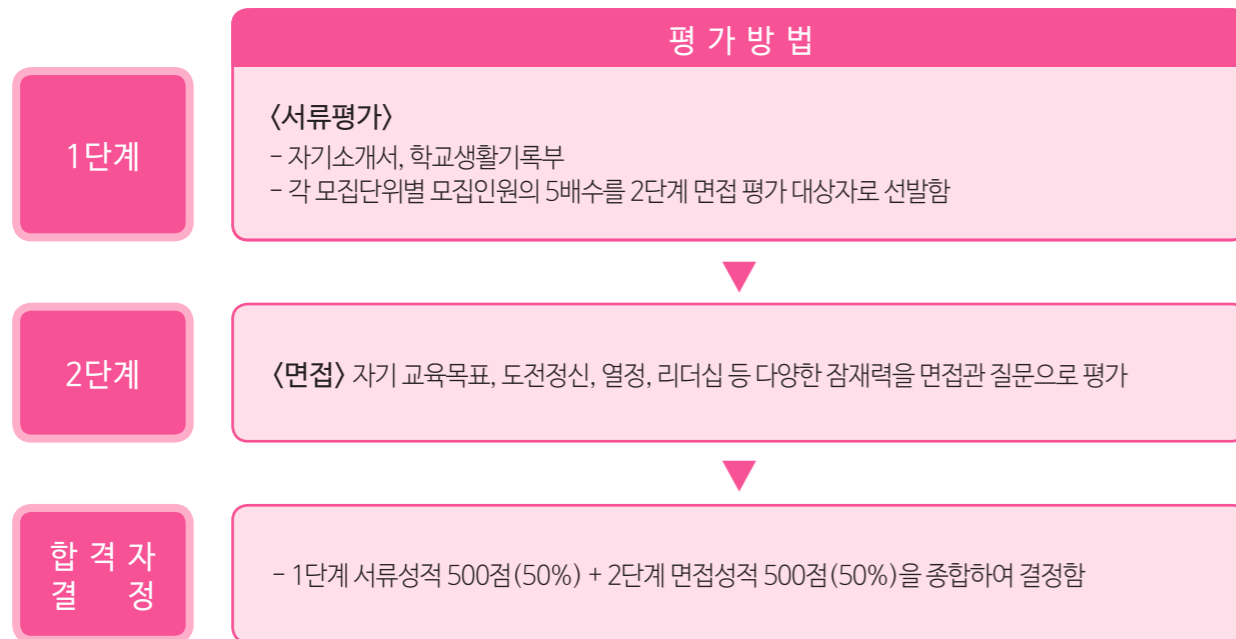 평 가 방 법
1단계
〈서류평가〉
- 자기소개서, 학교생활기록부
- 각 모집단위별 모집인원의 5배수를 2단계 면접 평가 대상자로 선발함
2단계
〈면접〉 자기 교육목표, 도전정신, 열정, 리더십 등 다양한 잠재력을 면접관 질문으로 평가
합 격 자
결 정
- 1단계 서류성적 500점(50%) + 2단계 면접성적 500점(50%)을 종합하여 결정함